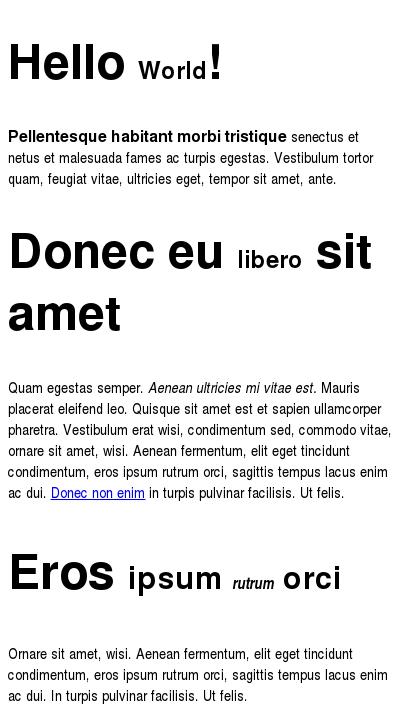 Hello World!
Pellentesque habitant morbi tristique senectus et
netus et malesuada fames ac turpis egestas. Vestibulum tortor
quam, feugiat vitae, ultricies eget, tempor sit amet, ante.
Donec eu libero sit
amet
Quam egestas semper. Aenean ultricies mi vitae est. Mauris
placerat eleifend leo. Quisque sit amet est et sapien ullamcorper
pharetra. Vestibulum erat wisi, condimentum sed, commodo vitae,
ornare sit amet, wisi. Aenean fermentum, elit eget tincidunt
condimentum, eros ipsum rutrum orci, sagittis tempus lacus enim
ac dui. Donec non enim in turpis pulvinar facilisis. Ut felis.
Eros ipsum rutrum orci
Ornare sit amet, wisi. Aenean fermentum, elit eget tincidunt
condimentum, eros ipsum rutrum orci, sagittis tempus lacus enim
ac dui. In turpis pulvinar facilisis. Ut felis.